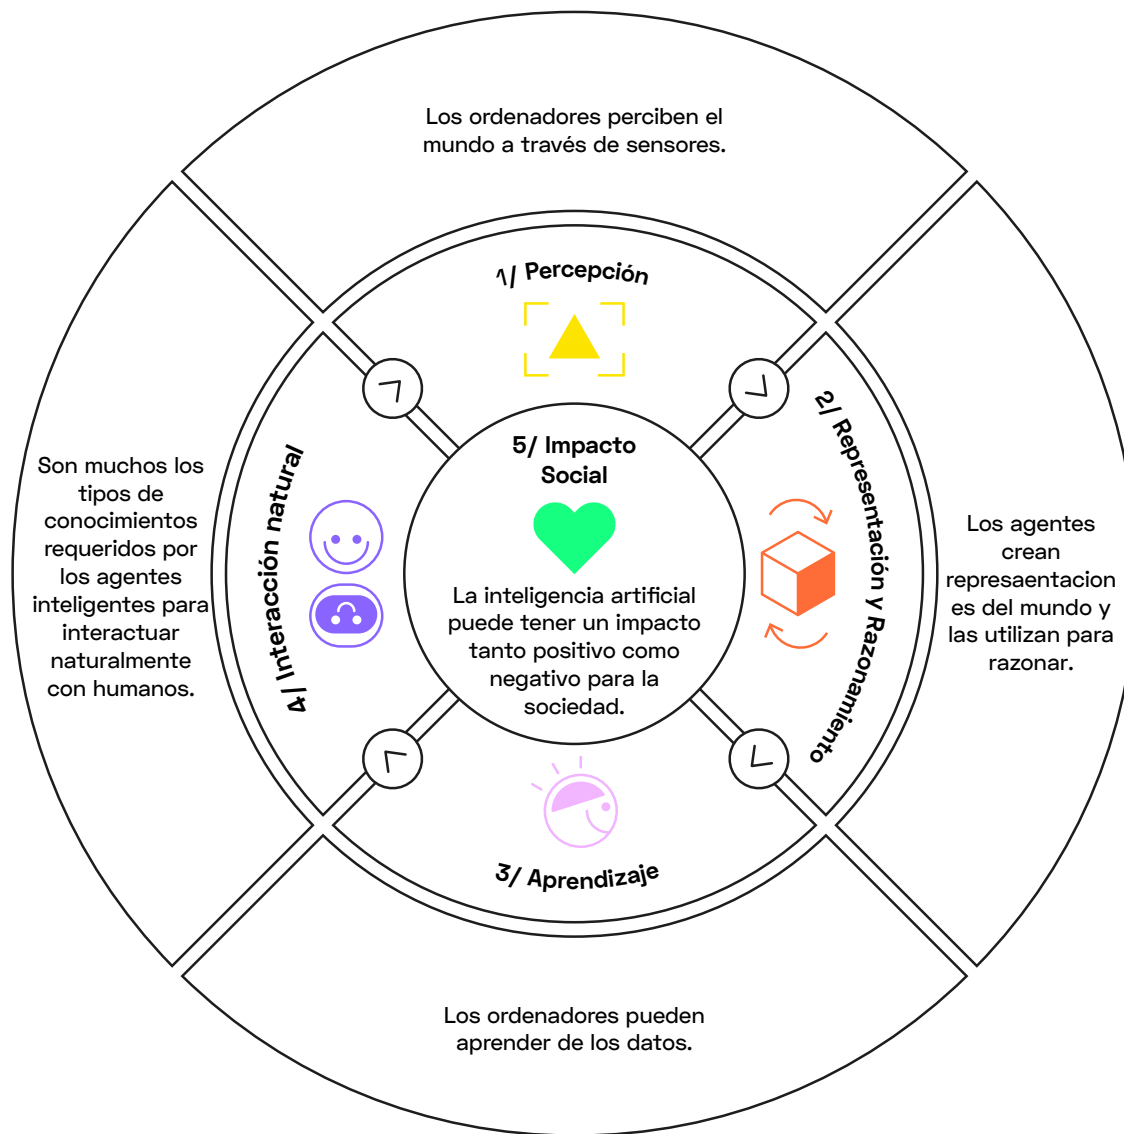 Los ordenadores perciben el
mundo a través de sensores.
1/ Percepción
2/ Representación y Razonamiento
Los agentes
crean
represaentacion
es del mundo y
las utilizan para
razonar.
3/ Aprendizaje
Los ordenadores pueden
aprender de los datos.
4/ Interacción natural
Son muchos los
tipos de
conocimientos
requeridos por
los agentes
inteligentes para
interactuar
naturalmente
con humanos.
5/ Impacto
Social
La inteligencia artificial
puede tener un impacto
tanto positivo como
negativo para la
sociedad.